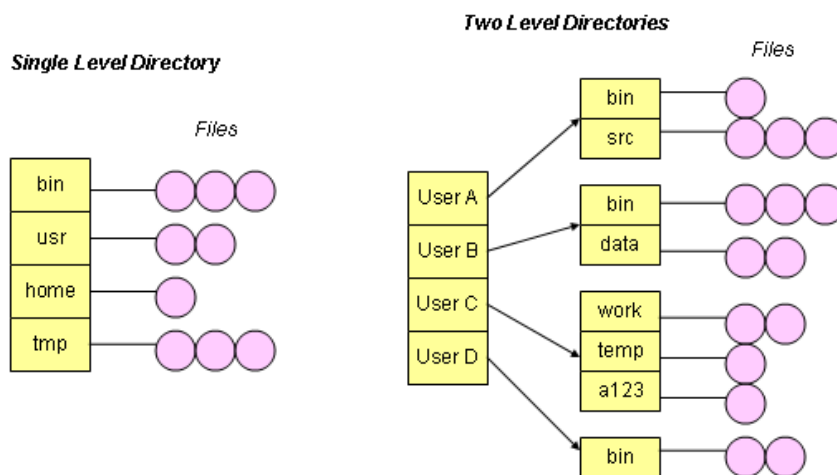 Single Level Directory
Files
bin
usr
home
tmp
Two Level Directories
Files
User A
User B
User C
User D
bin
src
bin
data
work
temp
a123
bin